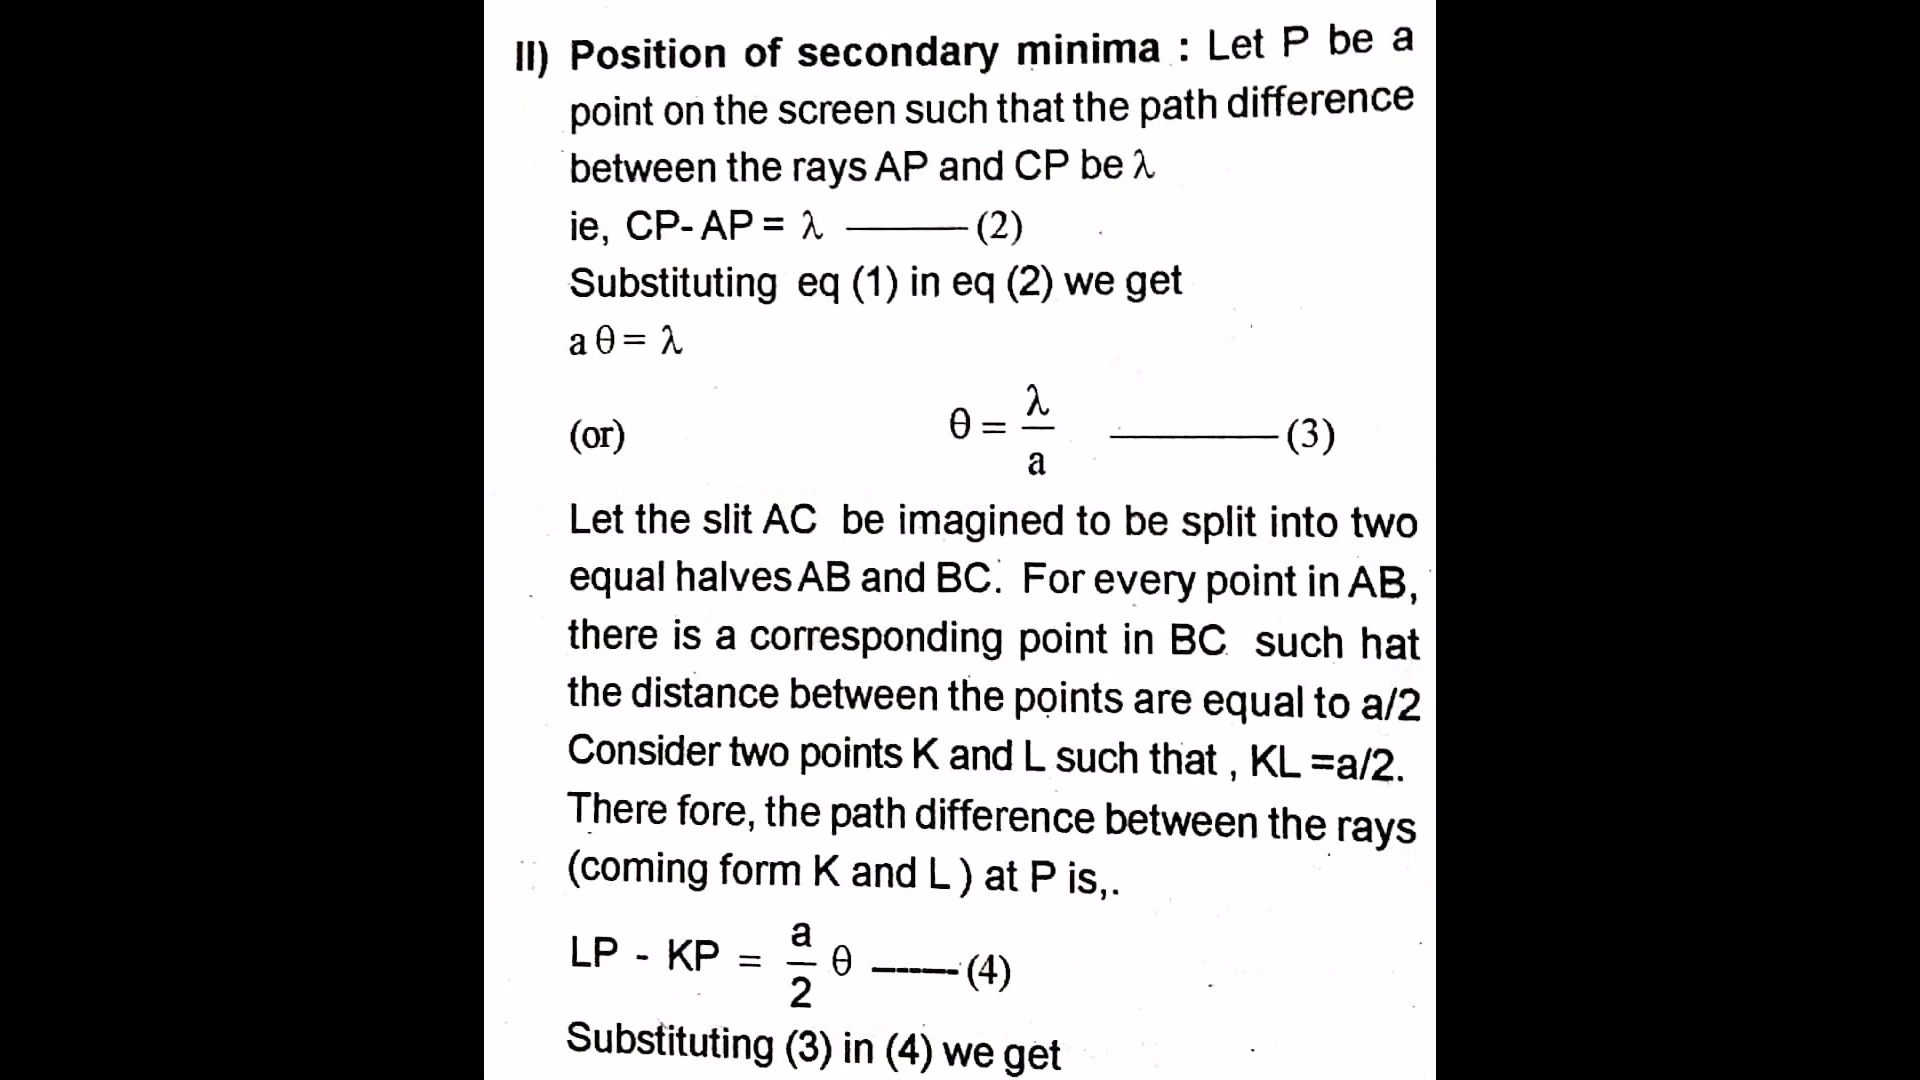 II) Position of secondary minima : Let P be a
point on the screen such that the path difference
between the rays AP and CP be λ
ie, CP- AP = λ ———(2)
Substituting eq (1) in eq (2) we get
a θ = λ
(or) θ = λ/a ————(3)
Let the slit AC be imagined to be split into two
equal halves AB and BC. For every point in AB,
there is a corresponding point in BC such hat
the distance between the points are equal to a/2
Consider two points K and L such that , KL =a/2.
There fore, the path difference between the rays
(coming form K and L ) at P is,.
LP - KP = a/2 θ -----(4)
Substituting (3) in (4) we get